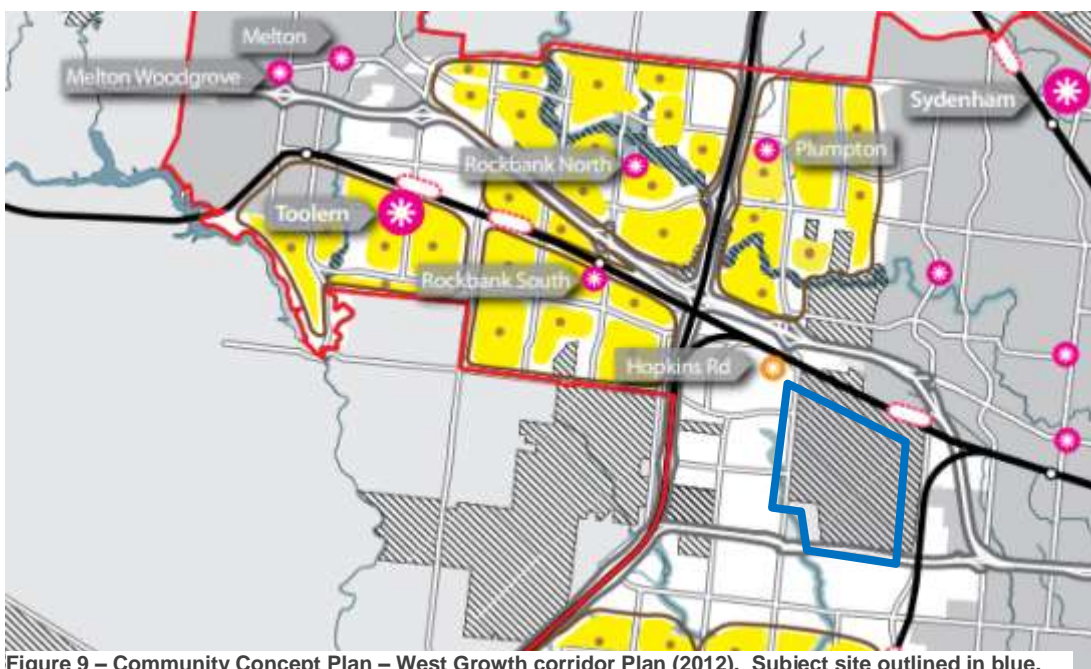 Melton
Melton Woodgrove
Sydenham
Rockbank North
Plumpton
Toolern
Rockbank South
Hopkins Rd
Figure 9 – Community Concept Plan – West Growth corridor Plan (2012). Subject site outlined in blue.